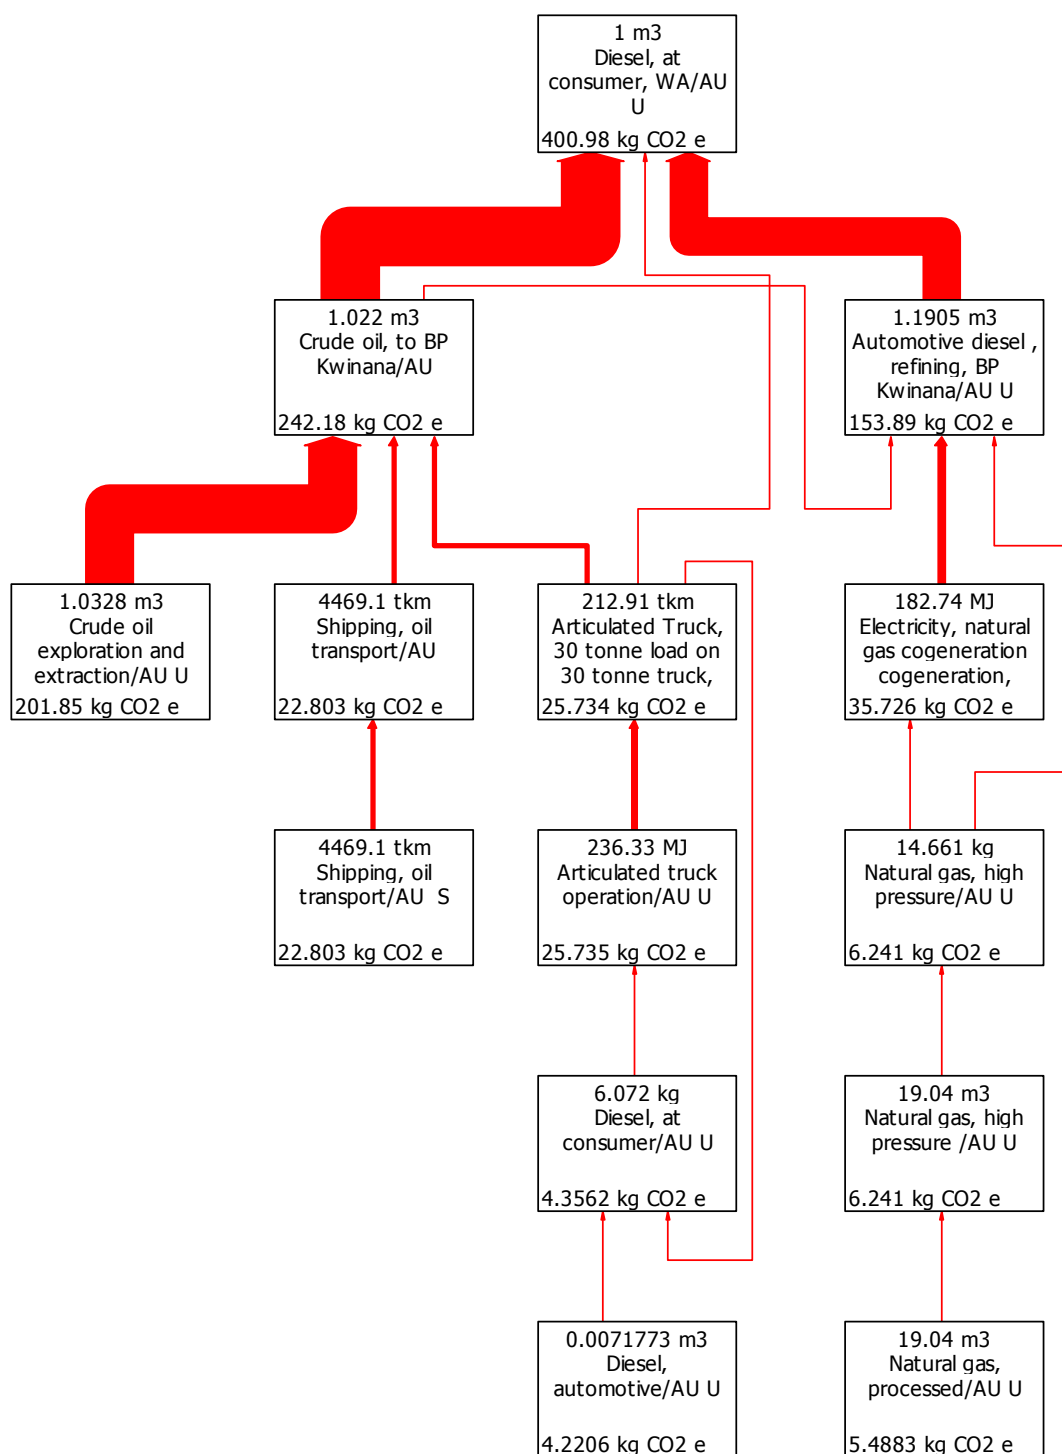 1 m3
Diesel, at
consumer, WA/AU
U
400.98 kg CO2 e
1.022 m3
Crude oil, to BP
Kwinana/AU
242.18 kg CO2 e
1.1905 m3
Automotive diesel ,
refining, BP
Kwinana/AU U
153.89 kg CO2 e
1.0328 m3
Crude oil
exploration and
extraction/AU U
201.85 kg CO2 e
4469.1 tkm
Shipping, oil
transport/AU
22.803 kg CO2 e
212.91 tkm
Articulated Truck,
30 tonne load on
30 tonne truck,
25.734 kg CO2 e
182.74 MJ
Electricity, natural
gas cogeneration
cogeneration,
35.726 kg CO2 e
4469.1 tkm
Shipping, oil
transport/AU  S
22.803 kg CO2 e
236.33 MJ
Articulated truck
operation/AU U
25.735 kg CO2 e
14.661 kg
Natural gas, high
pressure/AU U
6.241 kg CO2 e
6.072 kg
Diesel, at
consumer/AU U
4.3562 kg CO2 e
19.04 m3
Natural gas, high
pressure /AU U
6.241 kg CO2 e
0.0071773 m3
Diesel,
automotive/AU U
4.2206 kg CO2 e
19.04 m3
Natural gas,
processed/AU U
5.4883 kg CO2 e